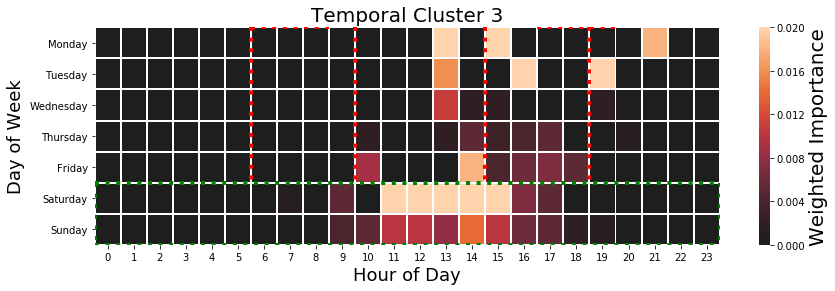 Temporal Cluster 3
Day of Week
Monday
Tuesday
Wednesday
Thursday
Friday
Saturday
Sunday
0 1 2 3 4 5 6 7 8 9 10 11 12 13 14 15 16 17 18 19 20 21 22 23
Hour of Day
0.020
0.016
0.012
0.008
0.004
0.000
Weighted Importance